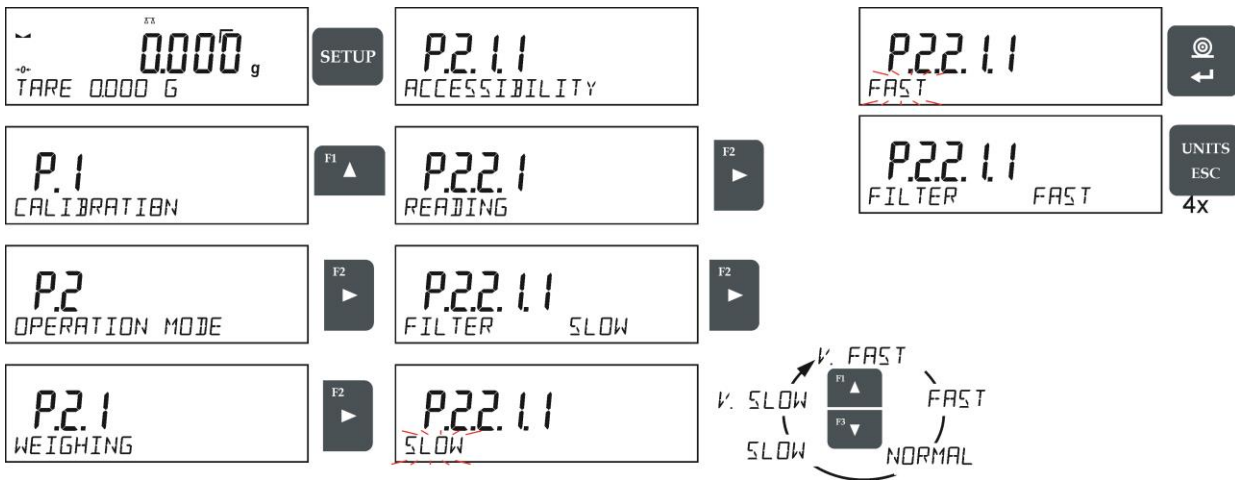 →0←
0.000 g
TARE 0.000 G
SETUP
P.1
CALIBRATION
F1
P.2
OPERATION MODE
F2
P.2.1
WEIGHING
F2
P.2.1.1
ACCESSIBILITY
P.2.2.1
READING
F2
P.2.2.1.1
FILTER SLOW
F2
P.2.2.1.1
SLOW
V. FAST
FAST
NORMAL
SLOW
V. SLOW
F1
F3
P.2.2.1.1
FAST
P.2.2.1.1
FILTER FAST
UNITS
ESC
4x